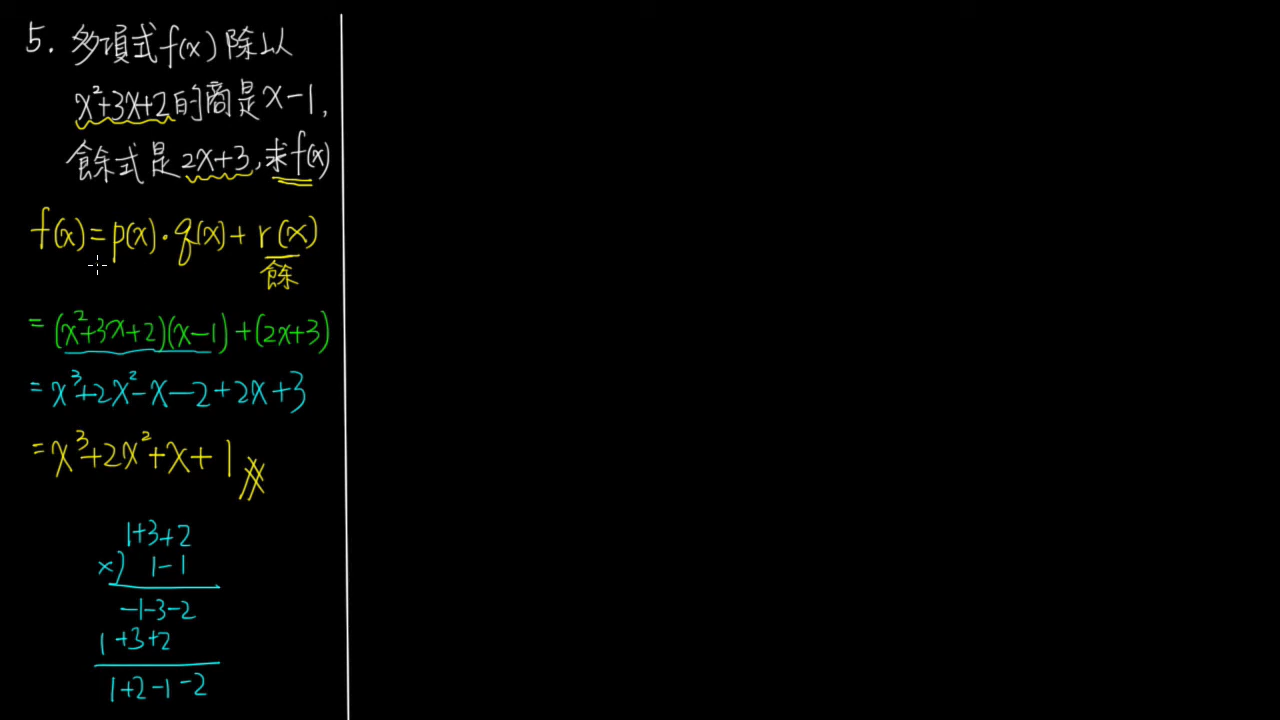 5. 多項式f(x)除以
x²+3x+2的商是x-1,
餘式是2x+3,求f(x)
f(x)=p(x)·q(x)+r(x)
餘
=(x²+3x+2)(x-1)+(2x+3)
=x³+2x²-x-2+2x+3
=x³+2x²+x+1
1+3+2
×) 1-1
-1-3-2
1+3+2
1+2-1-2